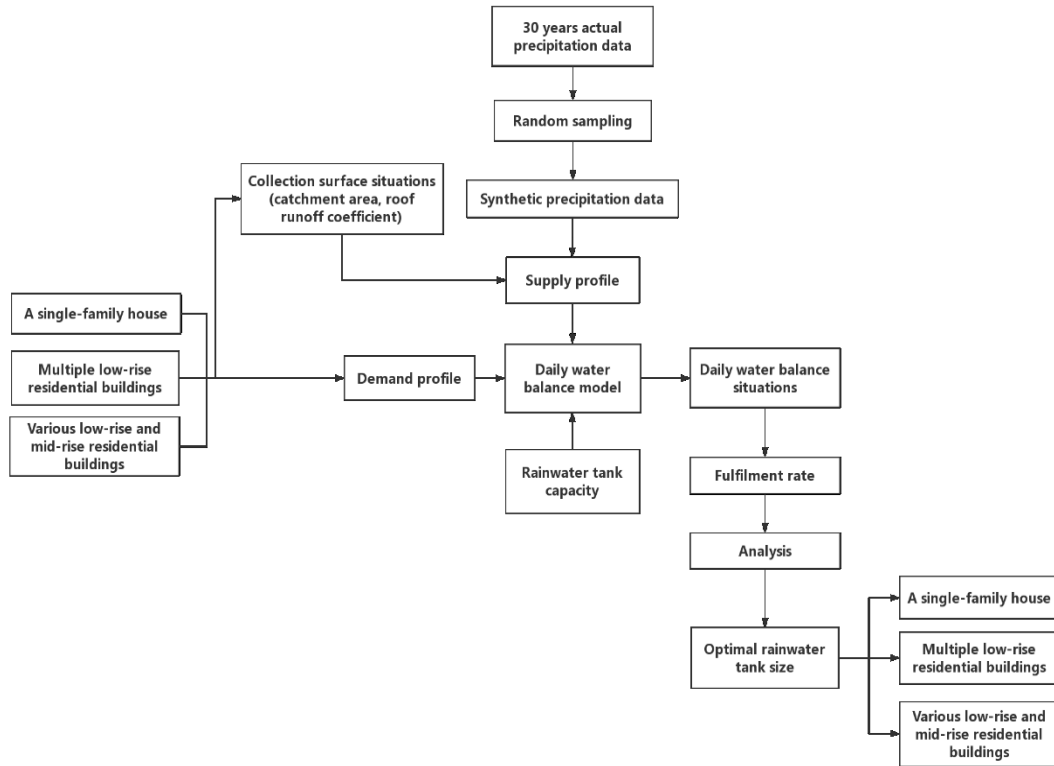 30 years actual
precipitation data
Random sampling
Collection surface situations
(catchment area, roof
runoff coefficient)
Synthetic precipitation data
Supply profile
A single-family house
Multiple low-rise
residential buildings
Various low-rise and
mid-rise residential
buildings
Demand profile
Daily water
balance model
Daily water balance
situations
Rainwater tank
capacity
Fulfilment rate
Analysis
Optimal rainwater
tank size
A single-family house
Multiple low-rise
residential buildings
Various low-rise and
mid-rise residential
buildings